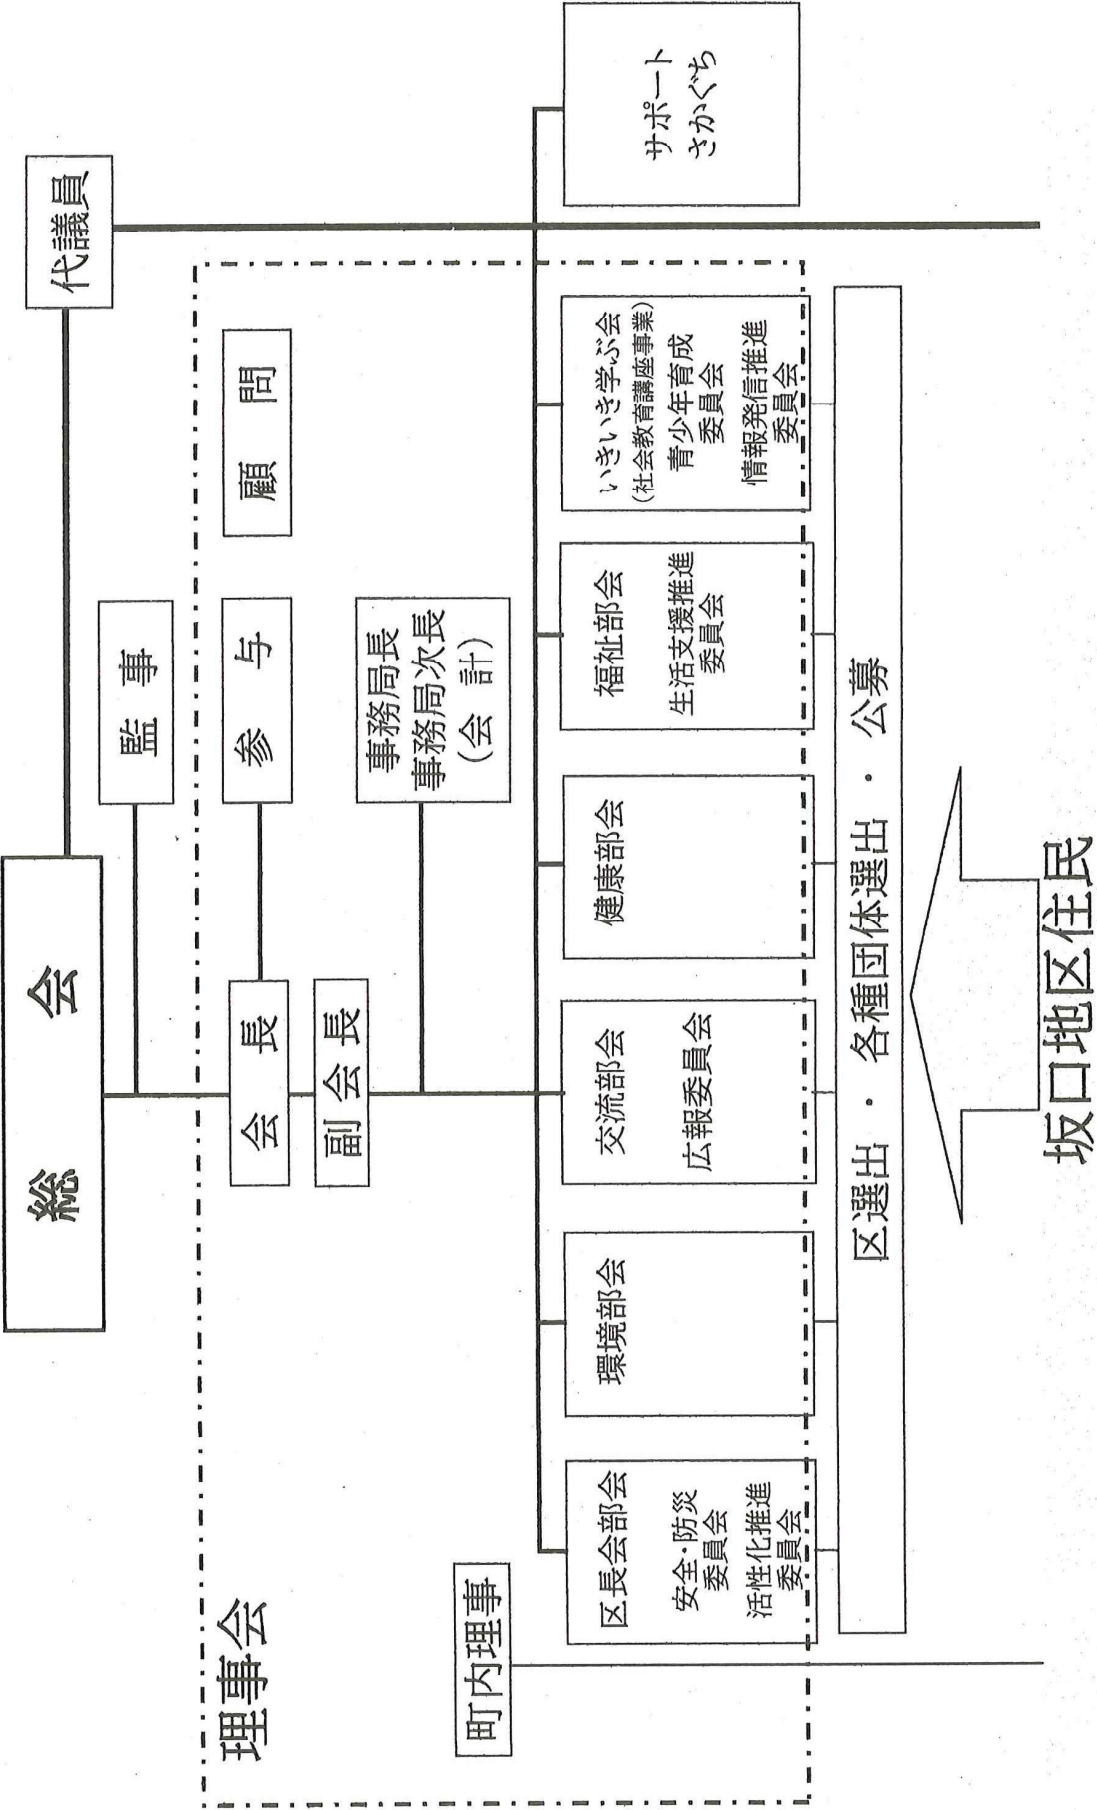 総会
代議員
監事
理事会
会長
参与
顧問
副会長
事務局長
事務局次長
(会計)
町内理事
区長会部会
安全・防災
委員会
活性化推進
委員会
環境部会
交流部会
広報委員会
健康部会
福祉部会
生活支援推進
委員会
いきいき学ぶ会
(社会教育講座事業)
青少年育成
委員会
情報発信推進
委員会
サポート
さかぐち
区選出・各種団体選出・公募
坂口地区住民